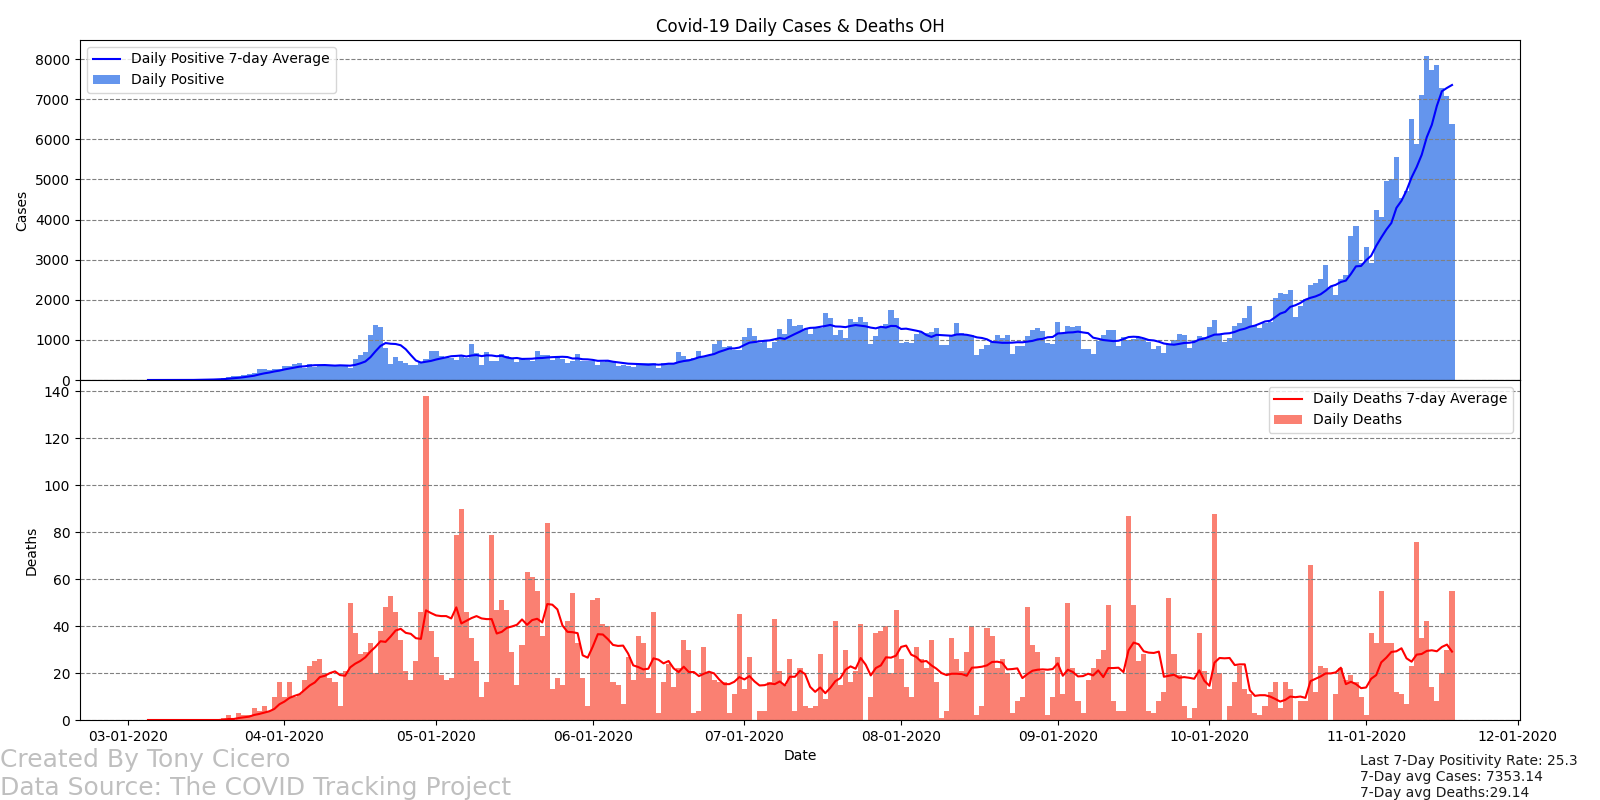 Covid-19 Daily Cases & Deaths OH
Daily Positive 7-day Average
Daily Positive
8000
7000
6000
5000
4000
3000
2000
1000
0
Cases
Daily Deaths 7-day Average
Daily Deaths
140
120
100
80
60
40
20
0
Deaths
03-01-2020 04-01-2020 05-01-2020 06-01-2020 07-01-2020 08-01-2020 09-01-2020 10-01-2020 11-01-2020 12-01-2020
Date
Created By Tony Cicero
Data Source: The COVID Tracking Project
Last 7-Day Positivity Rate: 25.3
7-Day avg Cases: 7353.14
7-Day avg Deaths:29.14